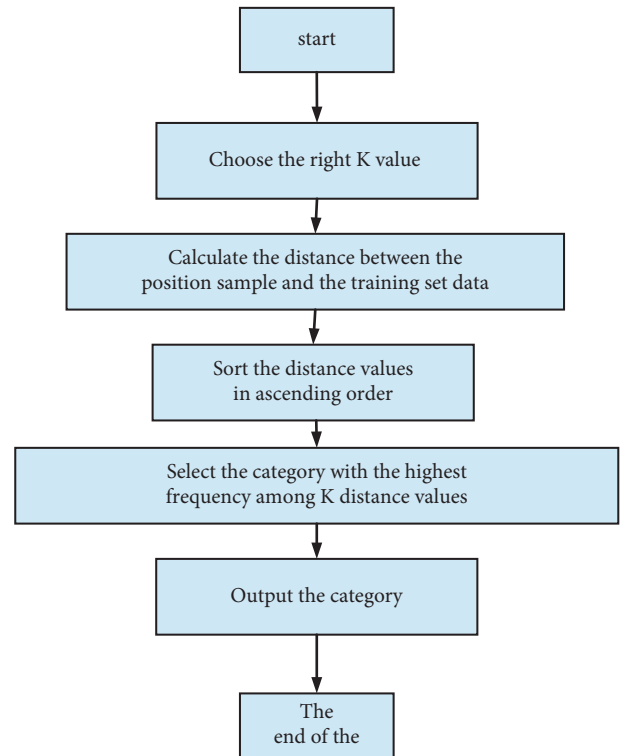 start
Choose the right K value
Calculate the distance between the
position sample and the training set data
Sort the distance values
in ascending order
Select the category with the highest
frequency among K distance values
Output the category
The
end of the